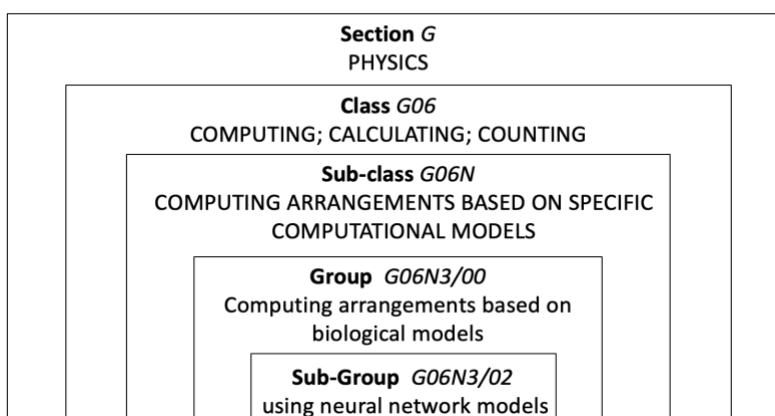 Section G
PHYSICS
Class G06
COMPUTING; CALCULATING; COUNTING
Sub-class G06N
COMPUTING ARRANGEMENTS BASED ON SPECIFIC
COMPUTATIONAL MODELS
Group G06N3/00
Computing arrangements based on
biological models
Sub-Group G06N3/02
using neural network models